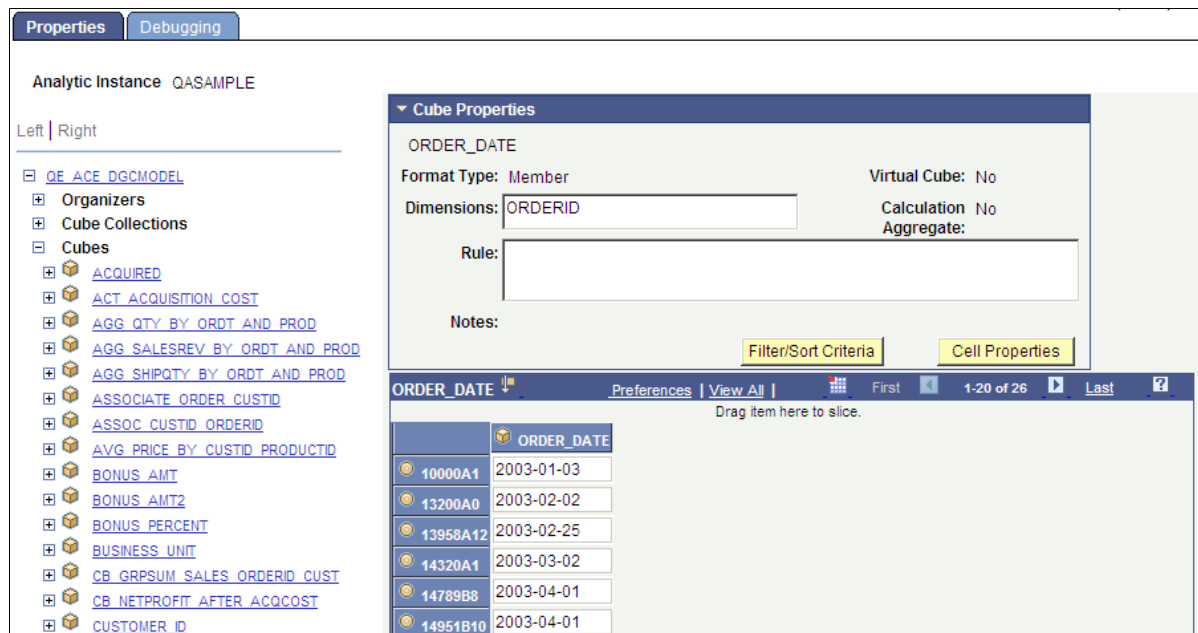 Properties Debugging
Analytic Instance QASAMPLE
Left | Right
QE_ACE_DGCMODEL
Organizers
Cube Collections
Cubes
ACQUIRED
ACT_ACQUISITION_COST
AGG_QTY_BY_ORDT_AND_PROD
AGG_SALESREV_BY_ORDT_AND_PROD
AGG_SHIPQTY_BY_ORDT_AND_PROD
ASSOCIATE_ORDER_CUSTID
ASSOC_CUSTID_ORDERID
AVG_PRICE_BY_CUSTID_PRODUCTID
BONUS_AMT
BONUS_AMT2
BONUS_PERCENT
BUSINESS_UNIT
CB_GRPSUM_SALES_ORDERID_CUST
CB_NETPROFIT_AFTER_ACQCOST
CUSTOMER_ID
Cube Properties
ORDER_DATE
Format Type: Member Virtual Cube: No
Dimensions: ORDERID Calculation No
Aggregate:
Rule:
Notes:
Filter/Sort Criteria Cell Properties
ORDER_DATE Preferences | View All | First 1-20 of 26 Last ?
Drag item here to slice.
ORDER_DATE
10000A1 2003-01-03
13200A0 2003-02-02
13958A12 2003-02-25
14320A1 2003-03-02
14789B8 2003-04-01
14951B10 2003-04-01